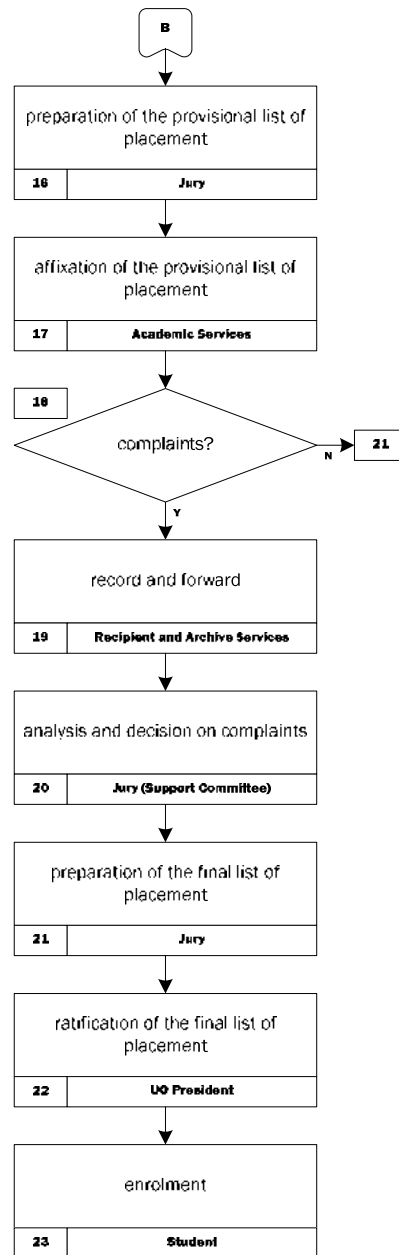 B
preparation of the provisional list of
placement
16
Jury
affixation of the provisional list of
placement
17
Academic Services
18
complaints?
N
21
Y
record and forward
19
Recipient and Archive Services
analysis and decision on complaints
20
Jury (Support Committee)
preparation of the final list of
placement
21
Jury
ratification of the final list of
placement
22
UO President
enrolment
23
Student